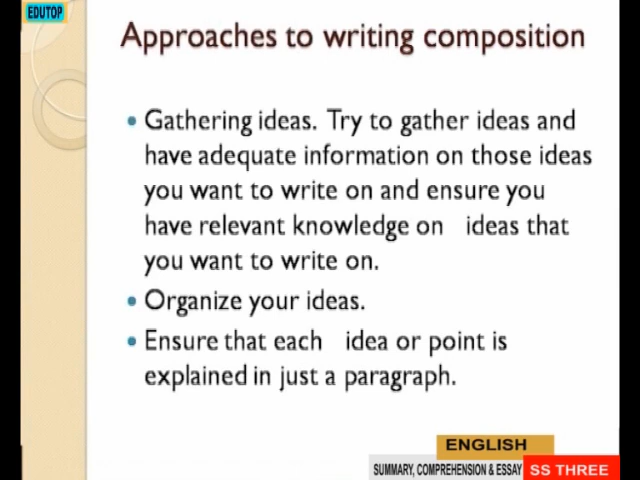 EDUTOP
Approaches to writing composition
• Gathering ideas. Try to gather ideas and
have adequate information on those ideas
you want to write on and ensure you
have relevant knowledge on ideas that
you want to write on.
• Organize your ideas.
• Ensure that each idea or point is
explained in just a paragraph.
ENGLISH
SUMMARY, COMPREHENSION & ESSAY SS THREE